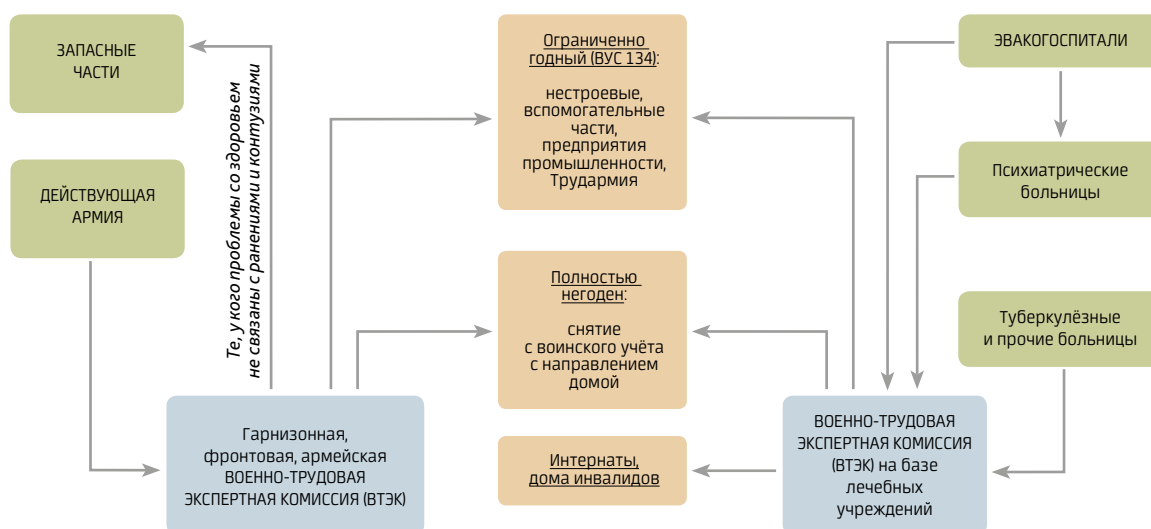 ЗАПАСНЫЕ
ЧАСТИ
ДЕЙСТВУЮЩАЯ
АРМИЯ
Те, у кого проблемы со здоровьем
не связаны с ранениями и контузиями
Гарнизонная,
фронтовая, армейская
ВОЕННО-ТРУДОВАЯ
ЭКСПЕРТНАЯ КОМИССИЯ (ВТЭК)
Ограниченно
годный (ВУС 134):
нестроевые,
вспомогательные
части,
предприятия
промышленности,
Трудармия
Полностью
негоден:
снятие
с воинского учёта
с направлением
домой
Интернаты,
дома инвалидов
ЭВАКОГОСПИТАЛИ
Психиатрические
больницы
Туберкулёзные
и прочие больницы
ВОЕННО-ТРУДОВАЯ
ЭКСПЕРТНАЯ КОМИССИЯ
(ВТЭК) на базе
лечебных
учреждений